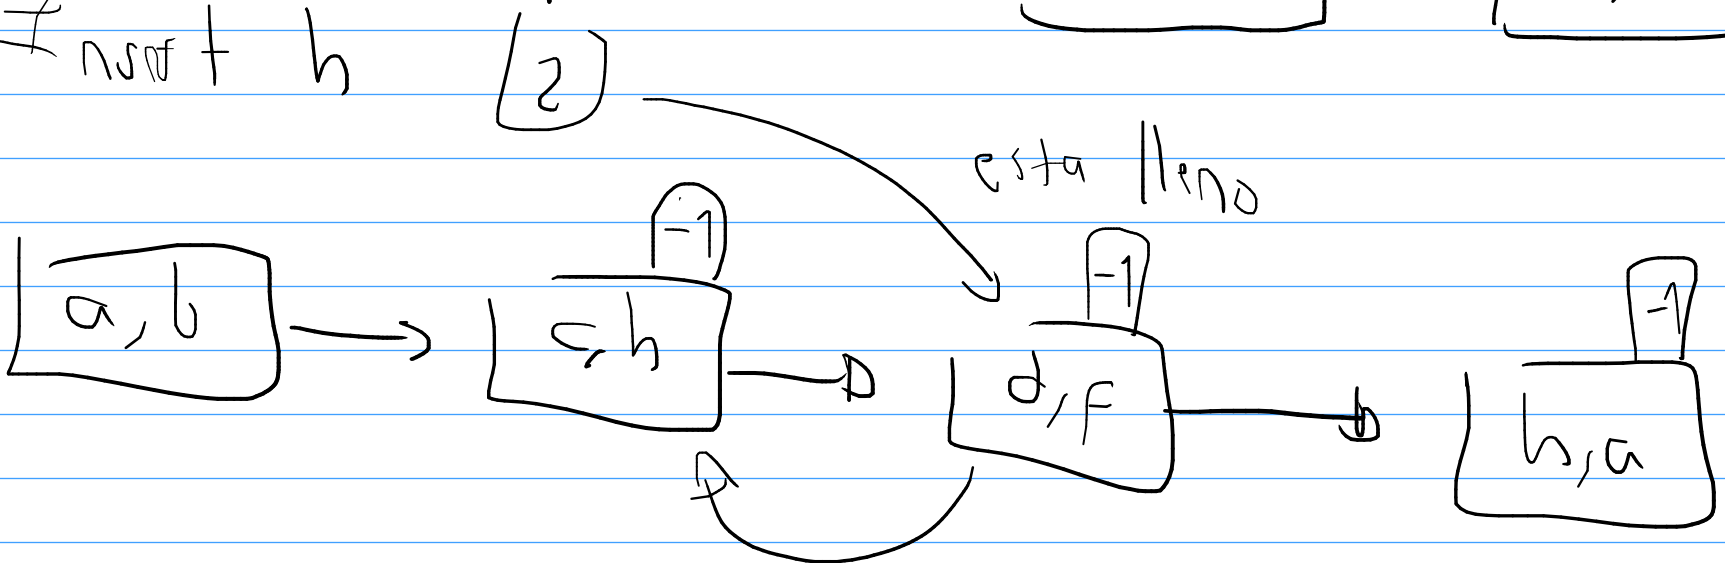 Insert h 2
esta lleno
-1 -1 -1
a, b c, h d, F h, a